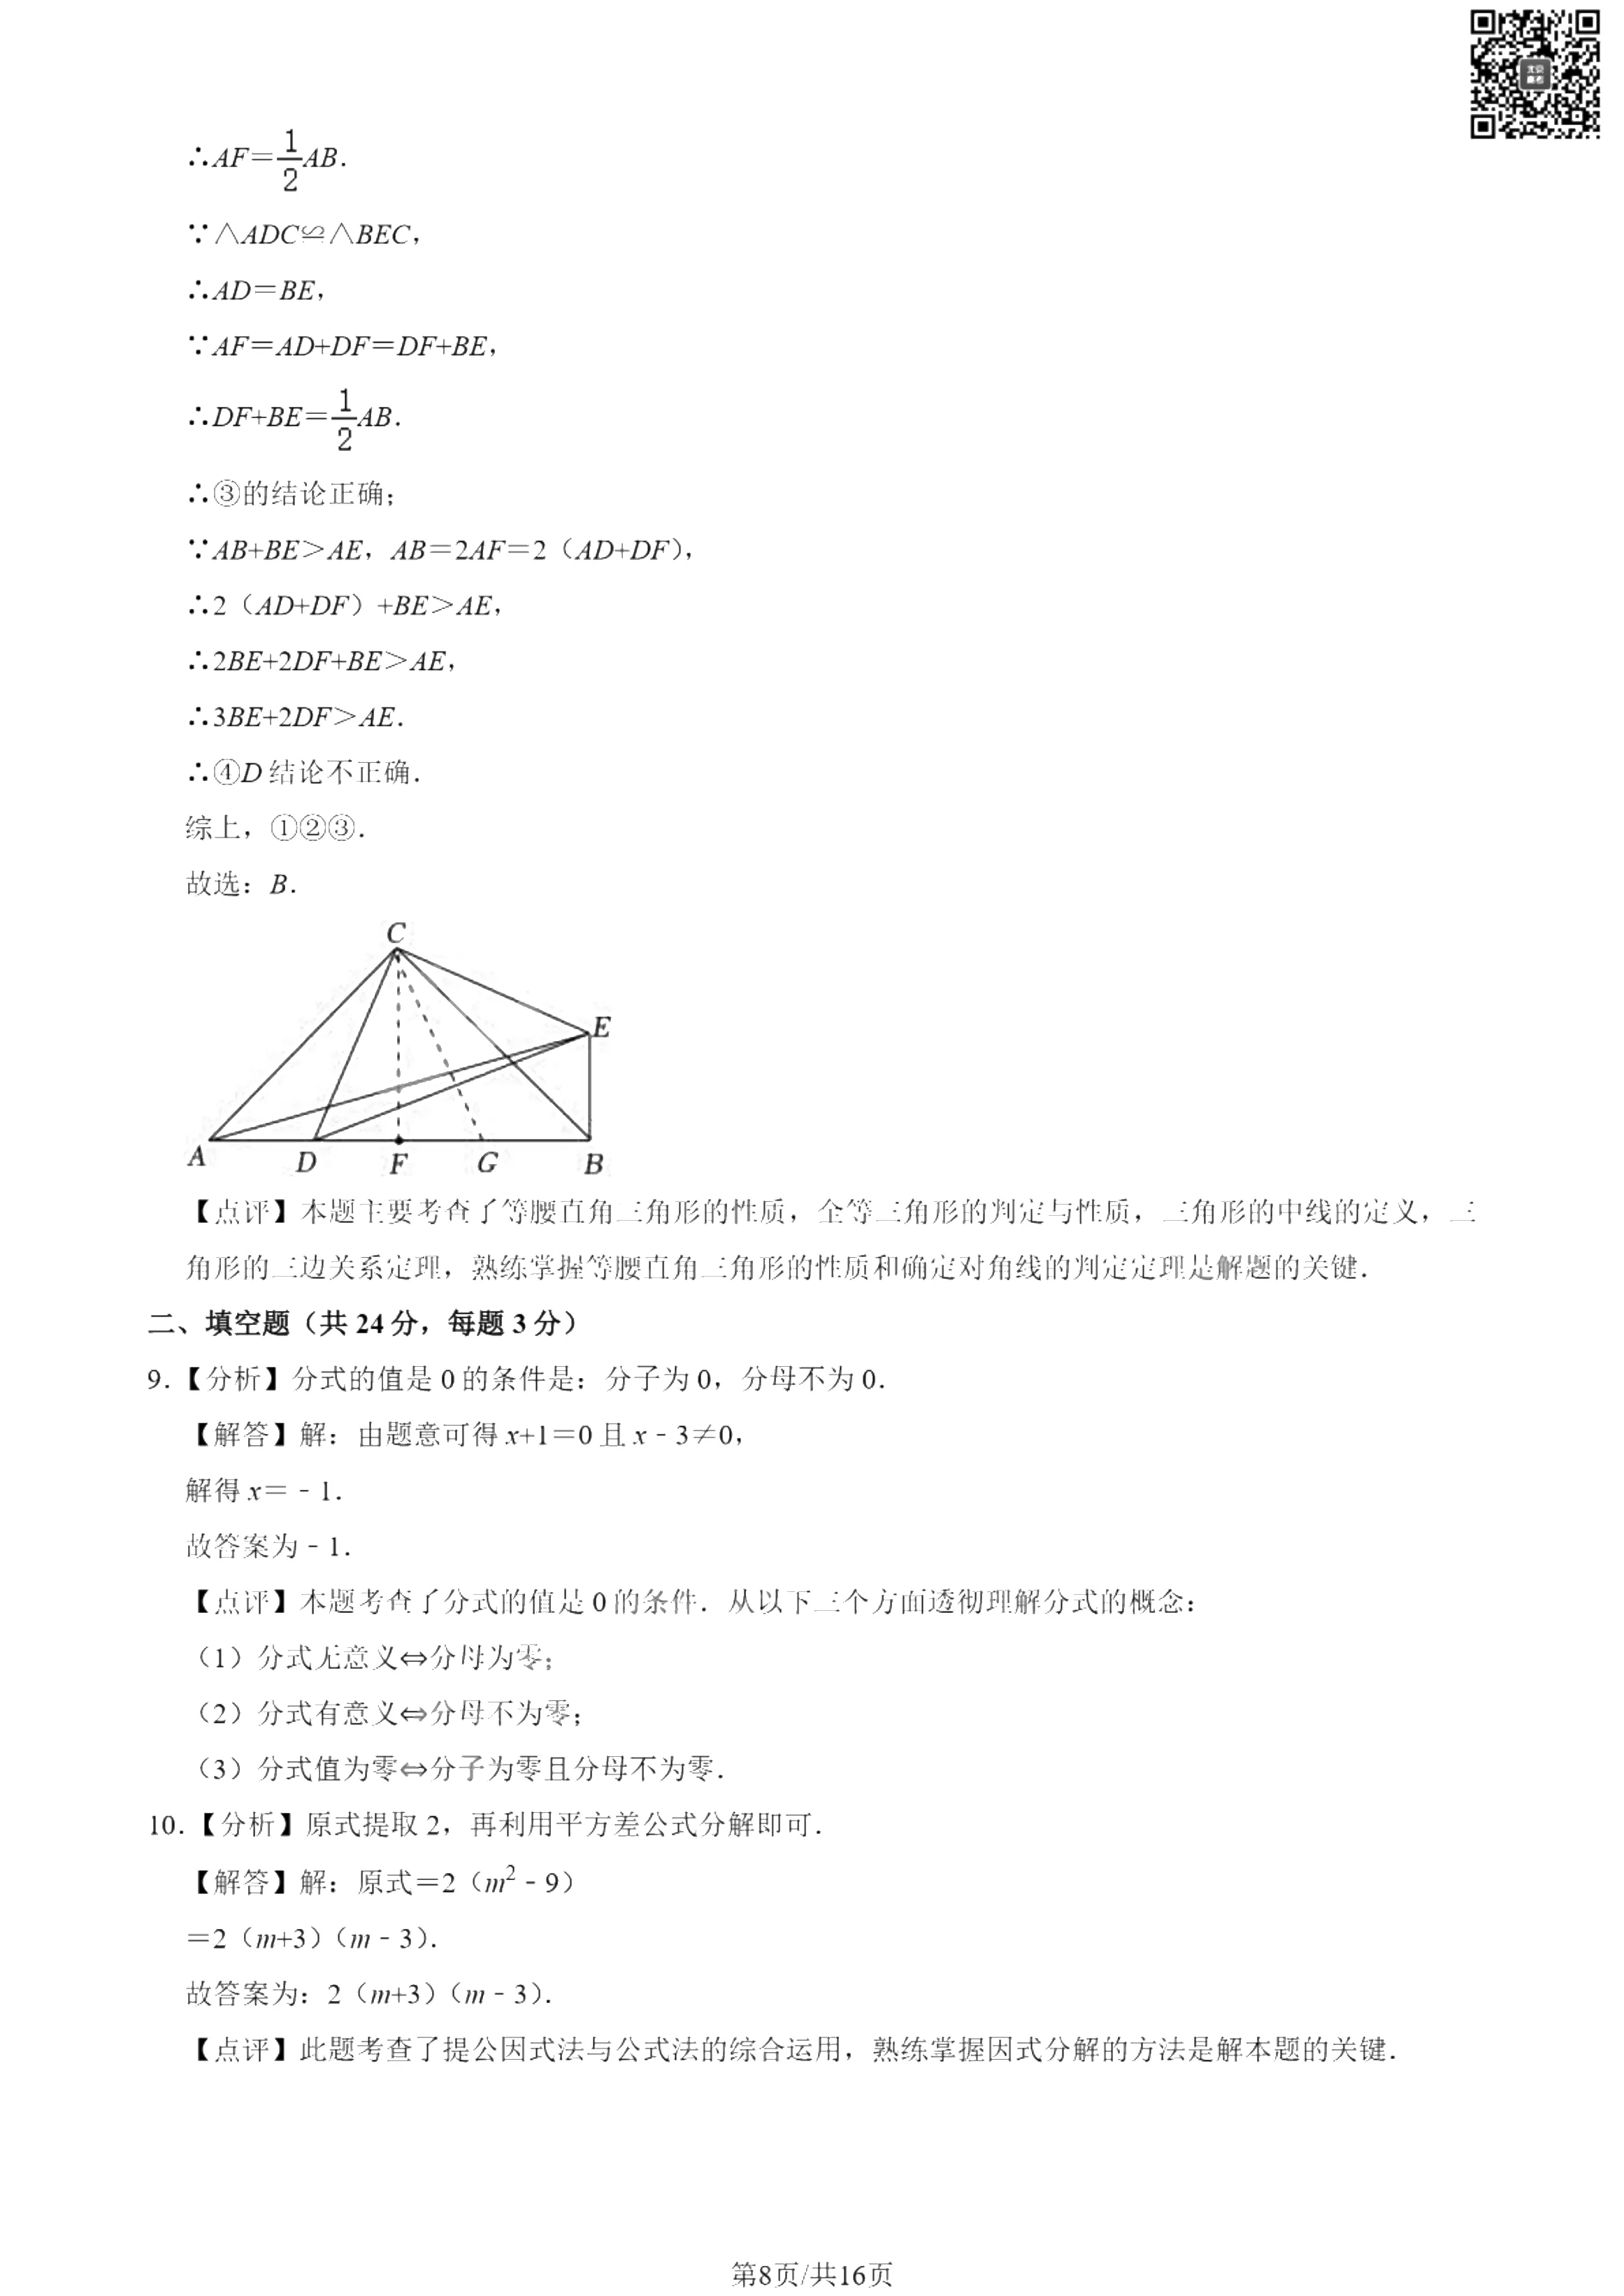 ∴AF=1/2AB.
∵△ADC≌△BEC,
∴AD=BE,
∵AF=AD+DF=DF+BE,
∴DF+BE=1/2AB.
∴③的结论正确;
∵AB+BE>AE, AB=2AF=2(AD+DF),
∴2(AD+DF)+BE>AE,
∴2BE+2DF+BE>AE,
∴3BE+2DF>AE.
∴④D结论不正确.
综上,①②③.
故选:B.
C
E
A D F G B
【点评】本题主要考查了等腰直角三角形的性质,全等三角形的判定与性质,三角形的中线的定义,三
角形的三边关系定理,熟练掌握等腰直角三角形的性质和确定对角线的判定定理是解题的关键.
二、填空题(共24分,每题3分)
9.【分析】分式的值是0的条件是:分子为0,分母不为0.
【解答】解:由题意可得x+1=0且x﹣3≠0,
解得x=﹣1.
故答案为﹣1.
【点评】本题考查了分式的值是0的条件.从以下三个方面透彻理解分式的概念:
(1)分式无意义⇔分母为零;
(2)分式有意义⇔分母不为零;
(3)分式值为零⇔分子为零且分母不为零.
10.【分析】原式提取2,再利用平方差公式分解即可.
【解答】解:原式=2(m²﹣9)
=2(m+3)(m﹣3).
故答案为:2(m+3)(m﹣3).
【点评】此题考查了提公因式法与公式法的综合运用,熟练掌握因式分解的方法是解本题的关键.
第8页/共16页